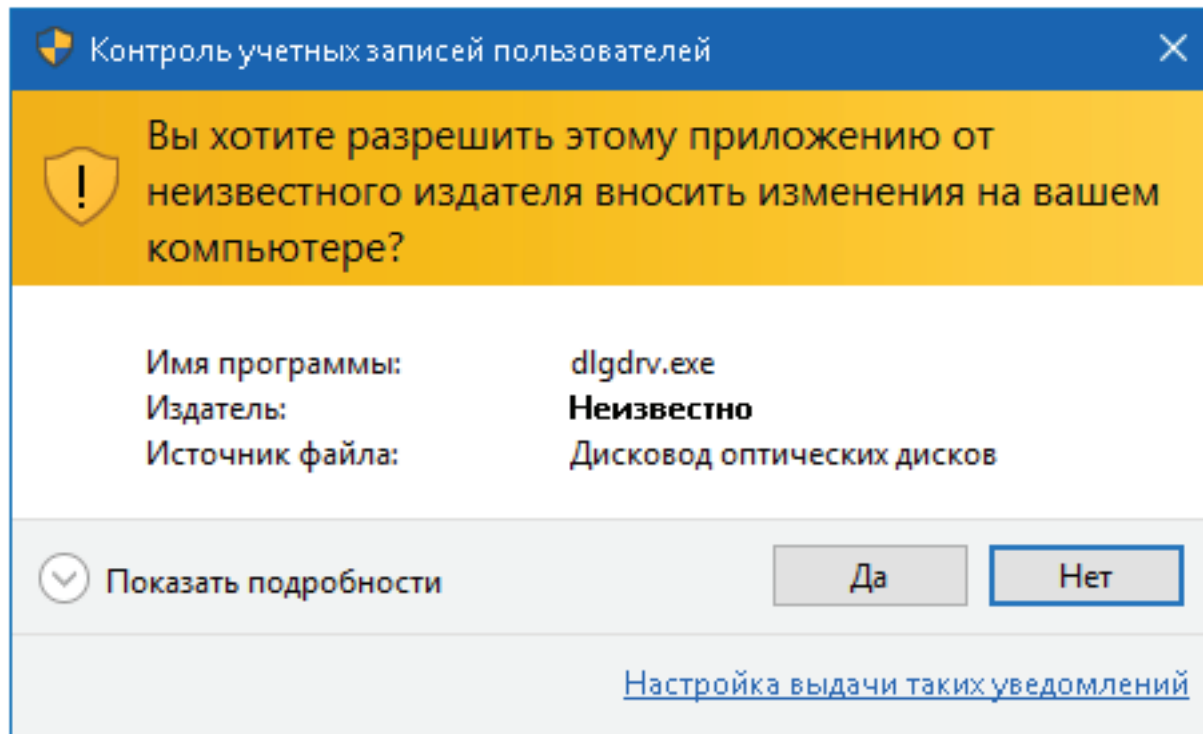 Контроль учетных записей пользователей
Вы хотите разрешить этому приложению от
неизвестного издателя вносить изменения на вашем
компьютере?
Имя программы: dlgdrv.exe
Издатель: Неизвестно
Источник файла: Дисковод оптических дисков
Показать подробности Да Нет
Настройка выдачи таких уведомлений